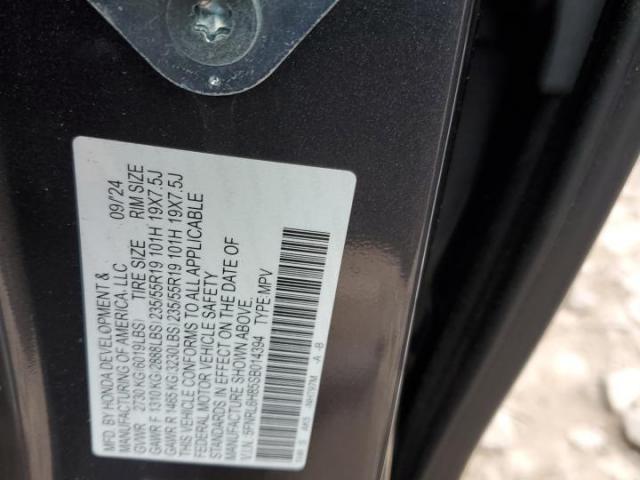 MFD. BY HONDA DEVELOPMENT & 09/24
MANUFACTURING OF AMERICA, LLC
GVWR 2730 KG(6019LBS) TIRE SIZE RIM SIZE
GAWR F 1310 KG(2888LBS) 235/55R19 101H 19X7.5J
GAWR R 1465 KG(3230LBS) 235/55R19 101H 19X7.5J
THIS VEHICLE CONFORMS TO ALL APPLICABLE
FEDERAL MOTOR VEHICLE SAFETY
STANDARDS IN EFFECT ON THE DATE OF
MANUFACTURE SHOWN ABOVE.
V.I.N. 5FNRL6H85SB014394 TYPE:MPV
-A -B